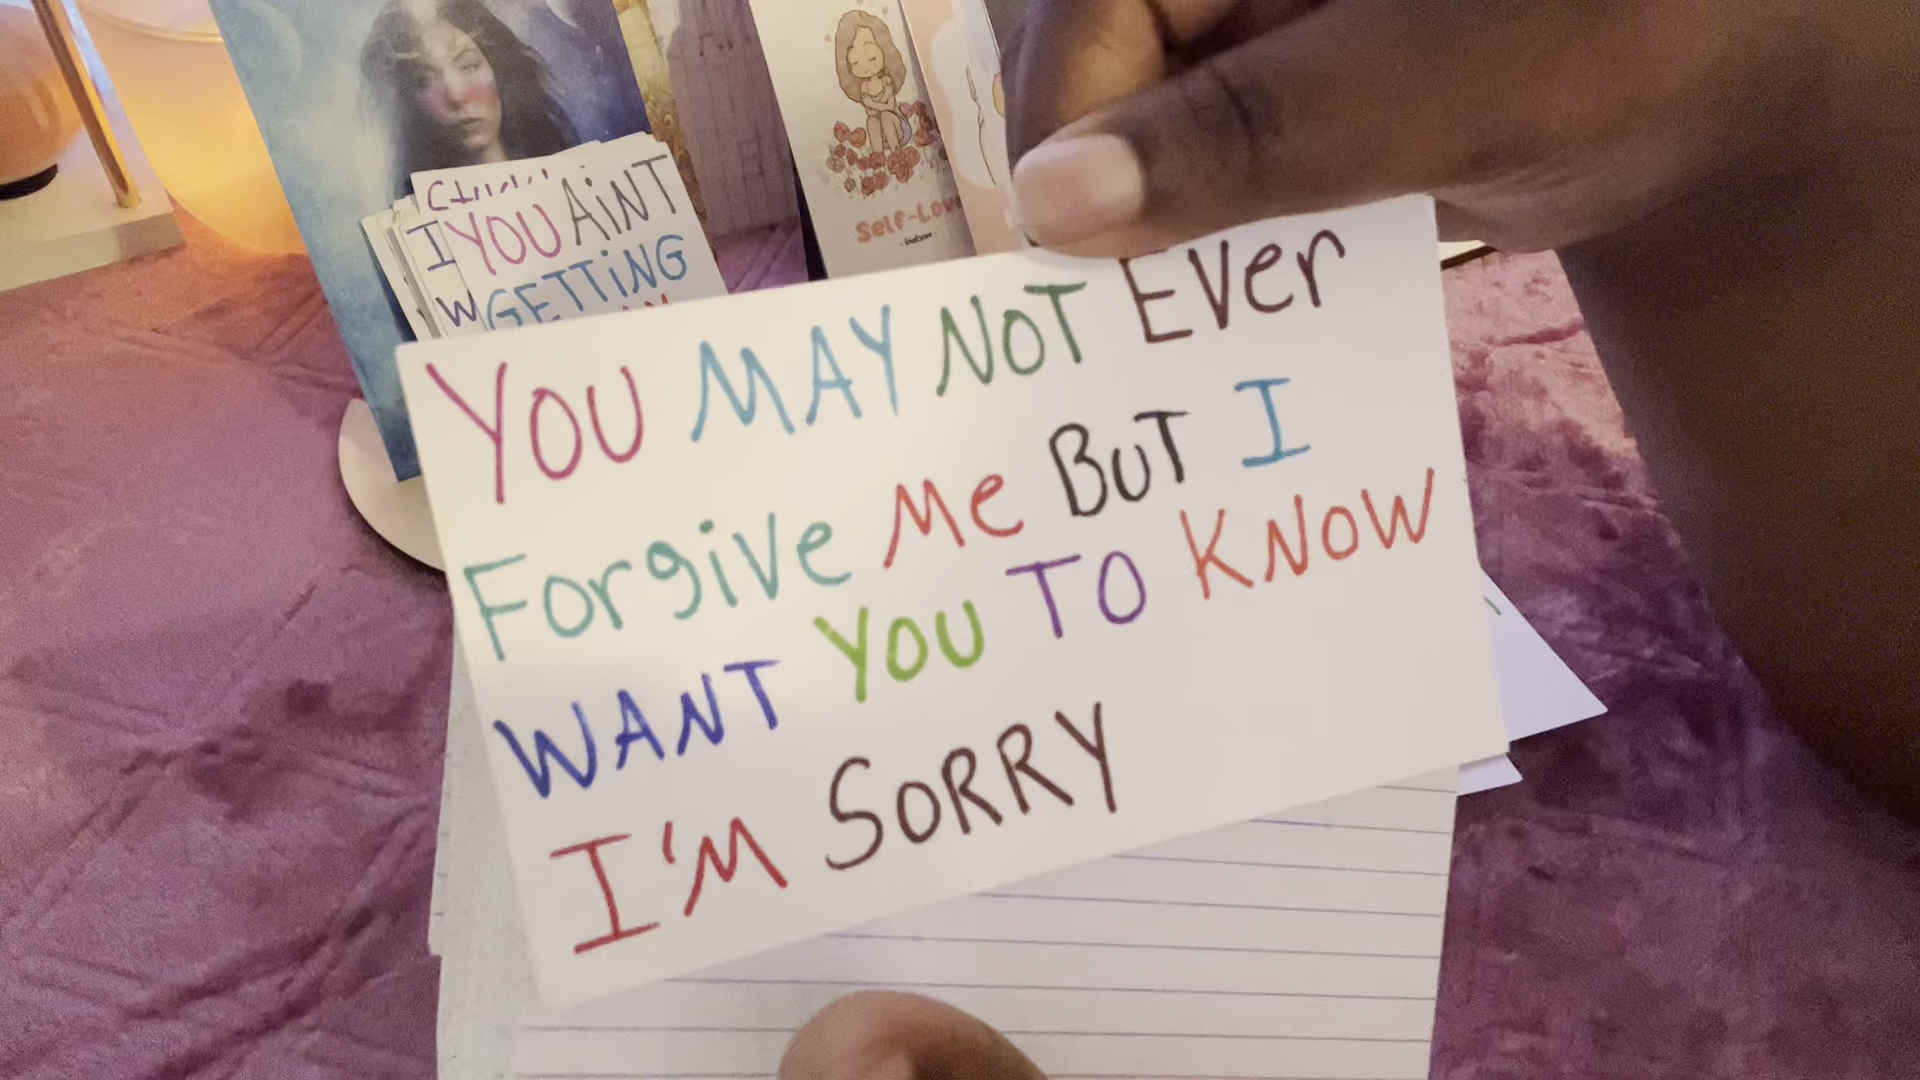 YOU AiNT
I
GETTiNG
W
Self-Love
YOU MAY NOT EVer
Forgive Me BuT I
WANT YOU TO KNOW
I'M SORRY